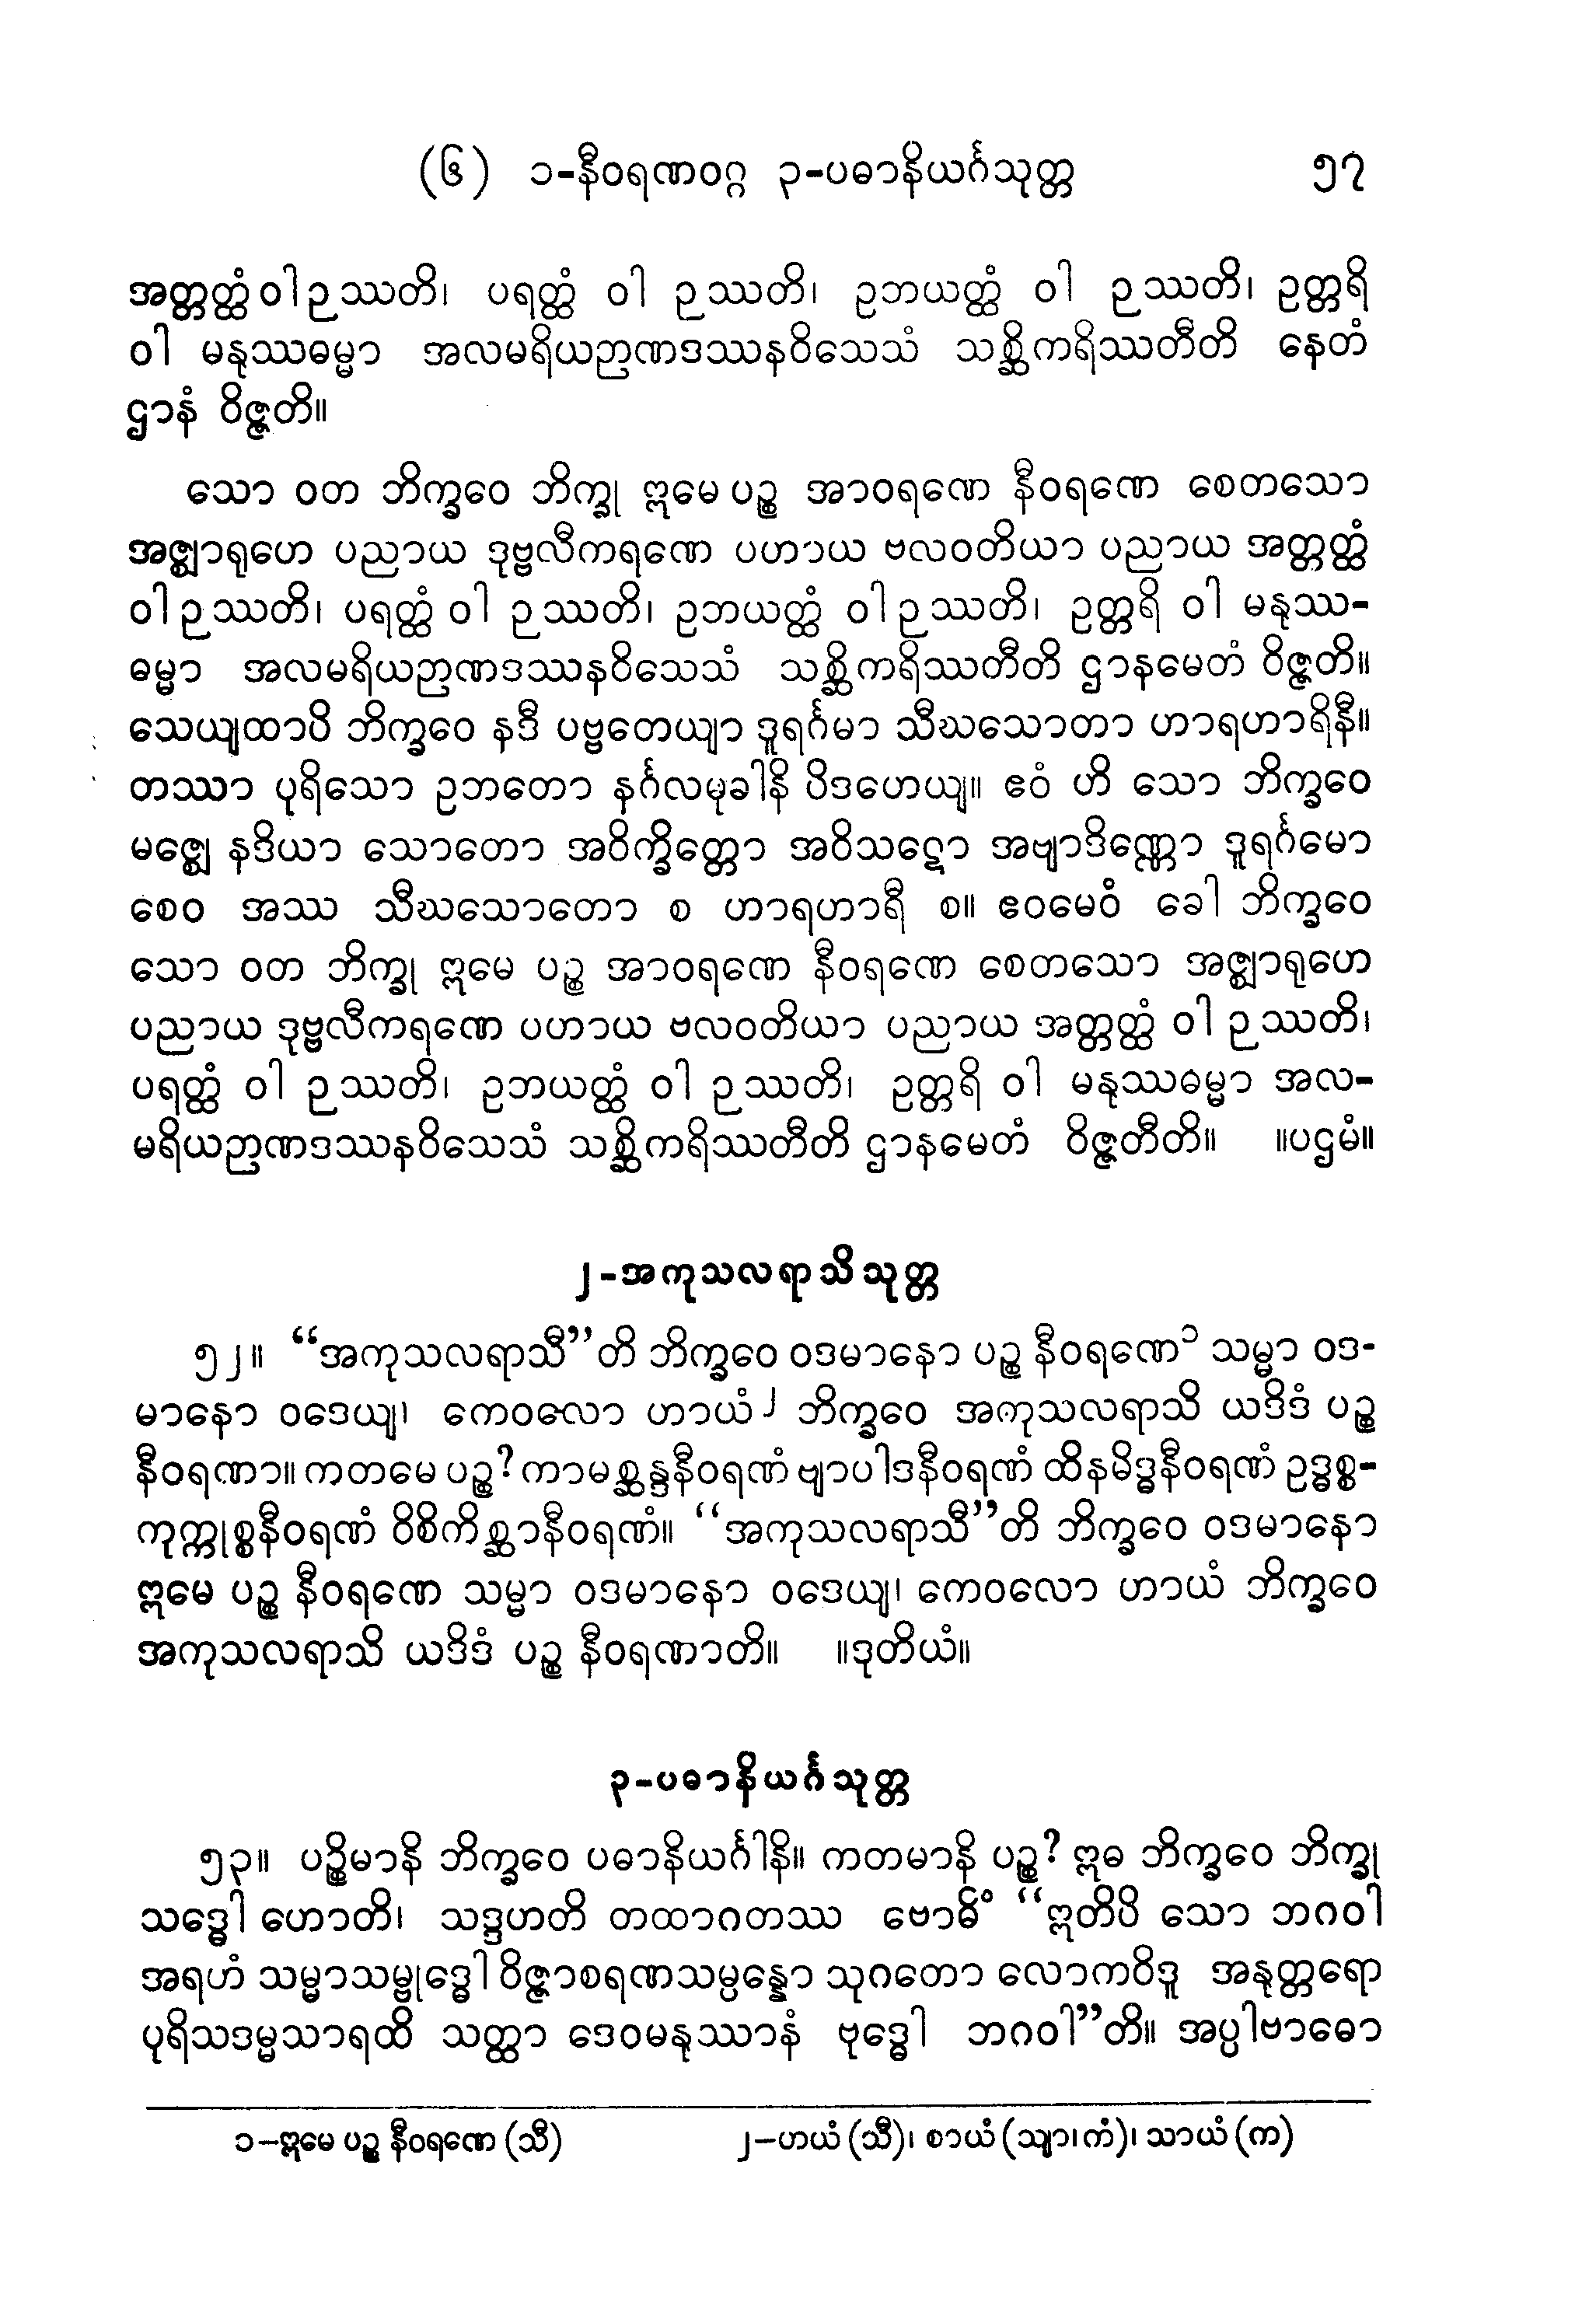 (၆) ၁-နီဝရဏဝဂ္ဂ ၃-ပဓာနိယင်္ဂသုတ္တ ၅၇
အတ္တတ္ထံ ဝါ ဉဿတိ၊ ပရတ္ထံ ဝါ ဉဿတိ၊ ဥဘယတ္ထံ ဝါ ဉဿတိ၊ ဥတ္တရိ
ဝါ မနုဿဓမ္မာ အလမရိယဉာဏဒဿနဝိသေသံ သစ္ဆိကရိဿတီတိ နေတံ
ဌာနံ ဝိဇ္ဇတိ။
သော ဝတ ဘိက္ခဝေ ဘိက္ခု ဣမေ ပဉ္စ အာဝရဏေ နီဝရဏေ စေတသော
အဇ္ဈာရုဟေ ပညာယ ဒုဗ္ဗလီကရဏေ ပဟာယ ဗလဝတိယာ ပညာယ အတ္တတ္ထံ
ဝါ ဉဿတိ၊ ပရတ္ထံ ဝါ ဉဿတိ၊ ဥဘယတ္ထံ ဝါ ဉဿတိ၊ ဥတ္တရိ ဝါ မနုဿ-
ဓမ္မာ အလမရိယဉာဏဒဿနဝိသေသံ သစ္ဆိကရိဿတီတိ ဌာနမေတံ ဝိဇ္ဇတိ။
သေယျထာပိ ဘိက္ခဝေ နဒီ ပဗ္ဗတေယျာ ဒူရင်္ဂမာ သီဃသောတာ ဟာရဟာရိနီ။
တဿာ ပုရိသော ဥဘတော နင်္ဂလမုခါနိ ပိဒဟေယျ။ ဧဝံ ဟိ သော ဘိက္ခဝေ
မဇ္ဈေ နဒိယာ သောတော အဝိက္ခိတ္တော အဝိသဋော အဗျာဒိဏ္ဏော ဒူရင်္ဂမော
စေဝ အဿ သီဃသောတော စ ဟာရဟာရီ စ။ ဧဝမေဝံ ခေါ ဘိက္ခဝေ
သော ဝတ ဘိက္ခု ဣမေ ပဉ္စ အာဝရဏေ နီဝရဏေ စေတသော အဇ္ဈာရုဟေ
ပညာယ ဒုဗ္ဗလီကရဏေ ပဟာယ ဗလဝတိယာ ပညာယ အတ္တတ္ထံ ဝါ ဉဿတိ၊
ပရတ္ထံ ဝါ ဉဿတိ၊ ဥဘယတ္ထံ ဝါ ဉဿတိ၊ ဥတ္တရိ ဝါ မနုဿဓမ္မာ အလ-
မရိယဉာဏဒဿနဝိသေသံ သစ္ဆိကရိဿတီတိ ဌာနမေတံ ဝိဇ္ဇတီတိ။ ။ပဌမံ။
၂-အကုသလရာသိသုတ္တ
၅၂။ “အကုသလရာသီ”တိ ဘိက္ခဝေ ဝဒမာနော ပဉ္စ နီဝရဏေ၁ သမ္မာ ဝဒ-
မာနော ဝဒေယျ၊ ကေဝလော ဟာယံ၂ ဘိက္ခဝေ အကုသလရာသိ ယဒိဒံ ပဉ္စ
နီဝရဏာ။ ကတမေ ပဉ္စ? ကာမစ္ဆန္ဒနီဝရဏံ ဗျာပါဒနီဝရဏံ ထိနမိဒ္ဓနီဝရဏံ ဥဒ္ဓစ္စ-
ကုက္ကုစ္စနီဝရဏံ ဝိစိကိစ္ဆာနီဝရဏံ။ “အကုသလရာသီ”တိ ဘိက္ခဝေ ဝဒမာနော
ဣမေ ပဉ္စ နီဝရဏေ သမ္မာ ဝဒမာနော ဝဒေယျ၊ ကေဝလော ဟာယံ ဘိက္ခဝေ
အကုသလရာသိ ယဒိဒံ ပဉ္စ နီဝရဏာတိ။ ။ဒုတိယံ။
၃-ပဓာနိယင်္ဂသုတ္တ
၅၃။ ပဉ္စိမာနိ ဘိက္ခဝေ ပဓာနိယင်္ဂါနိ။ ကတမာနိ ပဉ္စ? ဣဓ ဘိက္ခဝေ ဘိက္ခု
သဒ္ဓေါ ဟောတိ၊ သဒ္ဒဟတိ တထာဂတဿ ဗောဓိံ “ဣတိပိ သော ဘဂဝါ
အရဟံ သမ္မာသမ္ဗုဒ္ဓေါ ဝိဇ္ဇာစရဏသမ္ပန္နော သုဂတော လောကဝိဒူ အနုတ္တရော
ပုရိသဒမ္မသာရထိ သတ္ထာ ဒေဝမနုဿာနံ ဗုဒ္ဓေါ ဘဂဝါ”တိ။ အပ္ပါဗာဓော
၁–ဣမေ ပဉ္စ နီဝရဏေ (သီ) ၂–ဟယံ (သီ)၊ စာယံ (သျာ၊ ကံ)၊ သာယံ (က)